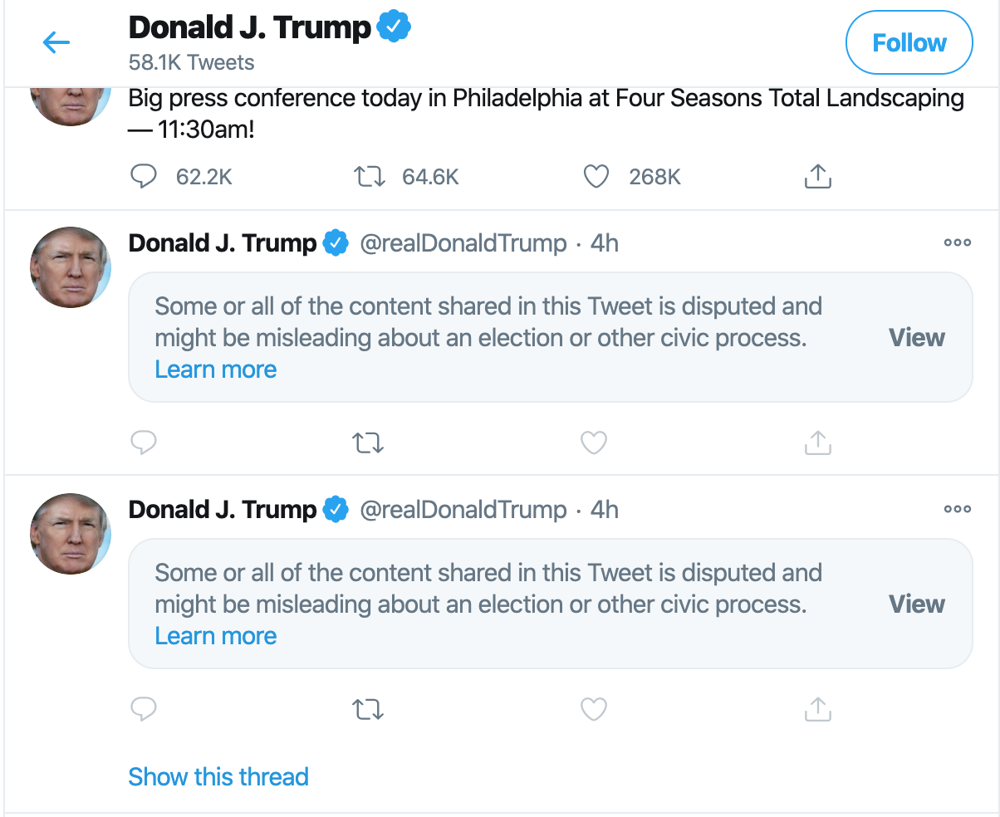 Donald J. Trump
58.1K Tweets
Follow
Big press conference today in Philadelphia at Four Seasons Total Landscaping
— 11:30am!
62.2K 64.6K 268K
Donald J. Trump @realDonaldTrump · 4h
Some or all of the content shared in this Tweet is disputed and
might be misleading about an election or other civic process.
Learn more
View
Donald J. Trump @realDonaldTrump · 4h
Some or all of the content shared in this Tweet is disputed and
might be misleading about an election or other civic process.
Learn more
View
Show this thread